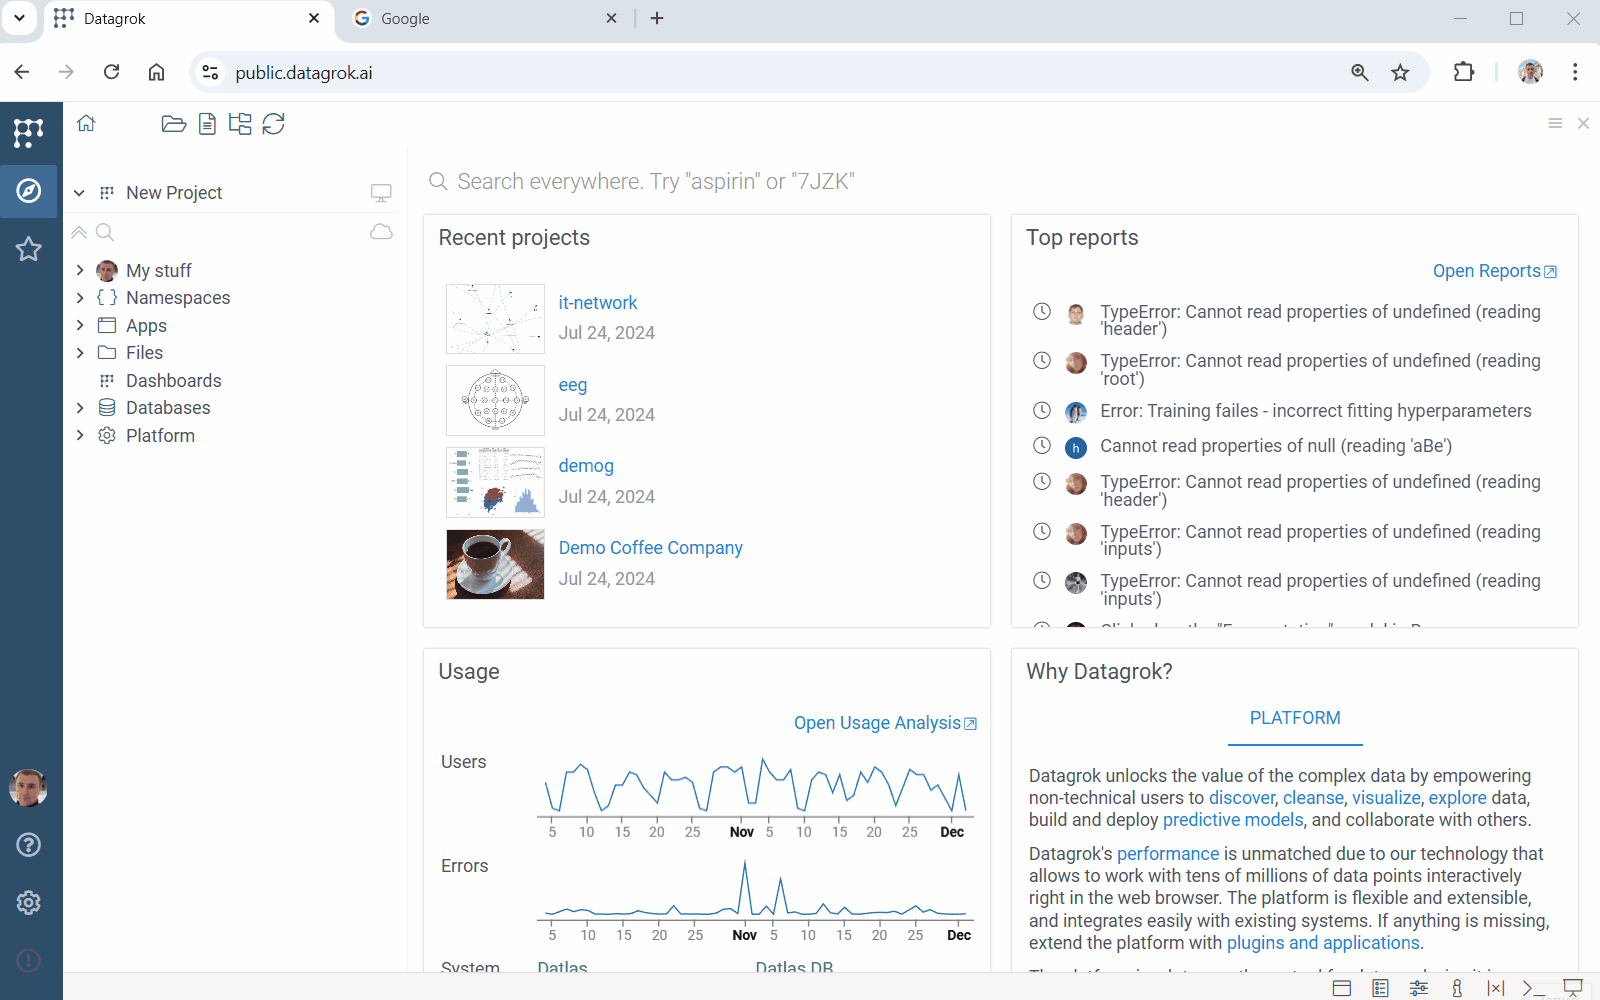 Datagrok
Google
public.datagrok.ai
New Project
Search everywhere. Try "aspirin" or "7JZK"
My stuff
Namespaces
Apps
Files
Dashboards
Databases
Platform
Recent projects
it-network
Jul 24, 2024
eeg
Jul 24, 2024
demog
Jul 24, 2024
Demo Coffee Company
Jul 24, 2024
Top reports
Open Reports
TypeError: Cannot read properties of undefined (reading
'header')
TypeError: Cannot read properties of undefined (reading
'root')
Error: Training failes - incorrect fitting hyperparameters
h
Cannot read properties of null (reading 'aBe')
TypeError: Cannot read properties of undefined (reading
'header')
TypeError: Cannot read properties of undefined (reading
'inputs')
TypeError: Cannot read properties of undefined (reading
'inputs')
Usage
Open Usage Analysis
Users
5 10 15 20 25 Nov 5 10 15 20 25 Dec
Errors
5 10 15 20 25 Nov 5 10 15 20 25 Dec
System Datlas Datlas DB
Why Datagrok?
PLATFORM
Datagrok unlocks the value of the complex data by empowering
non-technical users to discover, cleanse, visualize, explore data,
build and deploy predictive models, and collaborate with others.
Datagrok's performance is unmatched due to our technology that
allows to work with tens of millions of data points interactively
right in the web browser. The platform is flexible and extensible,
and integrates easily with existing systems. If anything is missing,
extend the platform with plugins and applications.